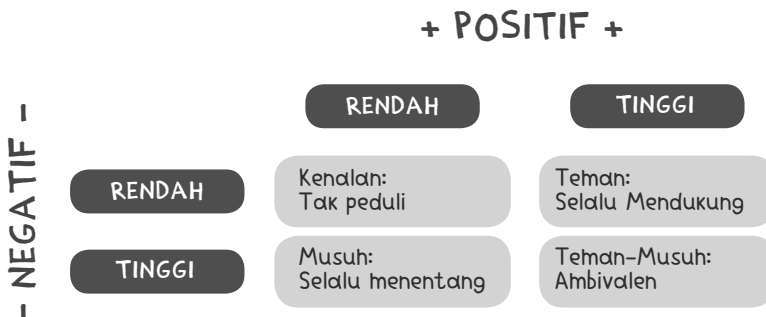 + POSITIF +
RENDAH
TINGGI
- NEGATIF -
RENDAH
Kenalan:
Tak peduli
Teman:
Selalu Mendukung
TINGGI
Musuh:
Selalu menentang
Teman-Musuh:
Ambivalen